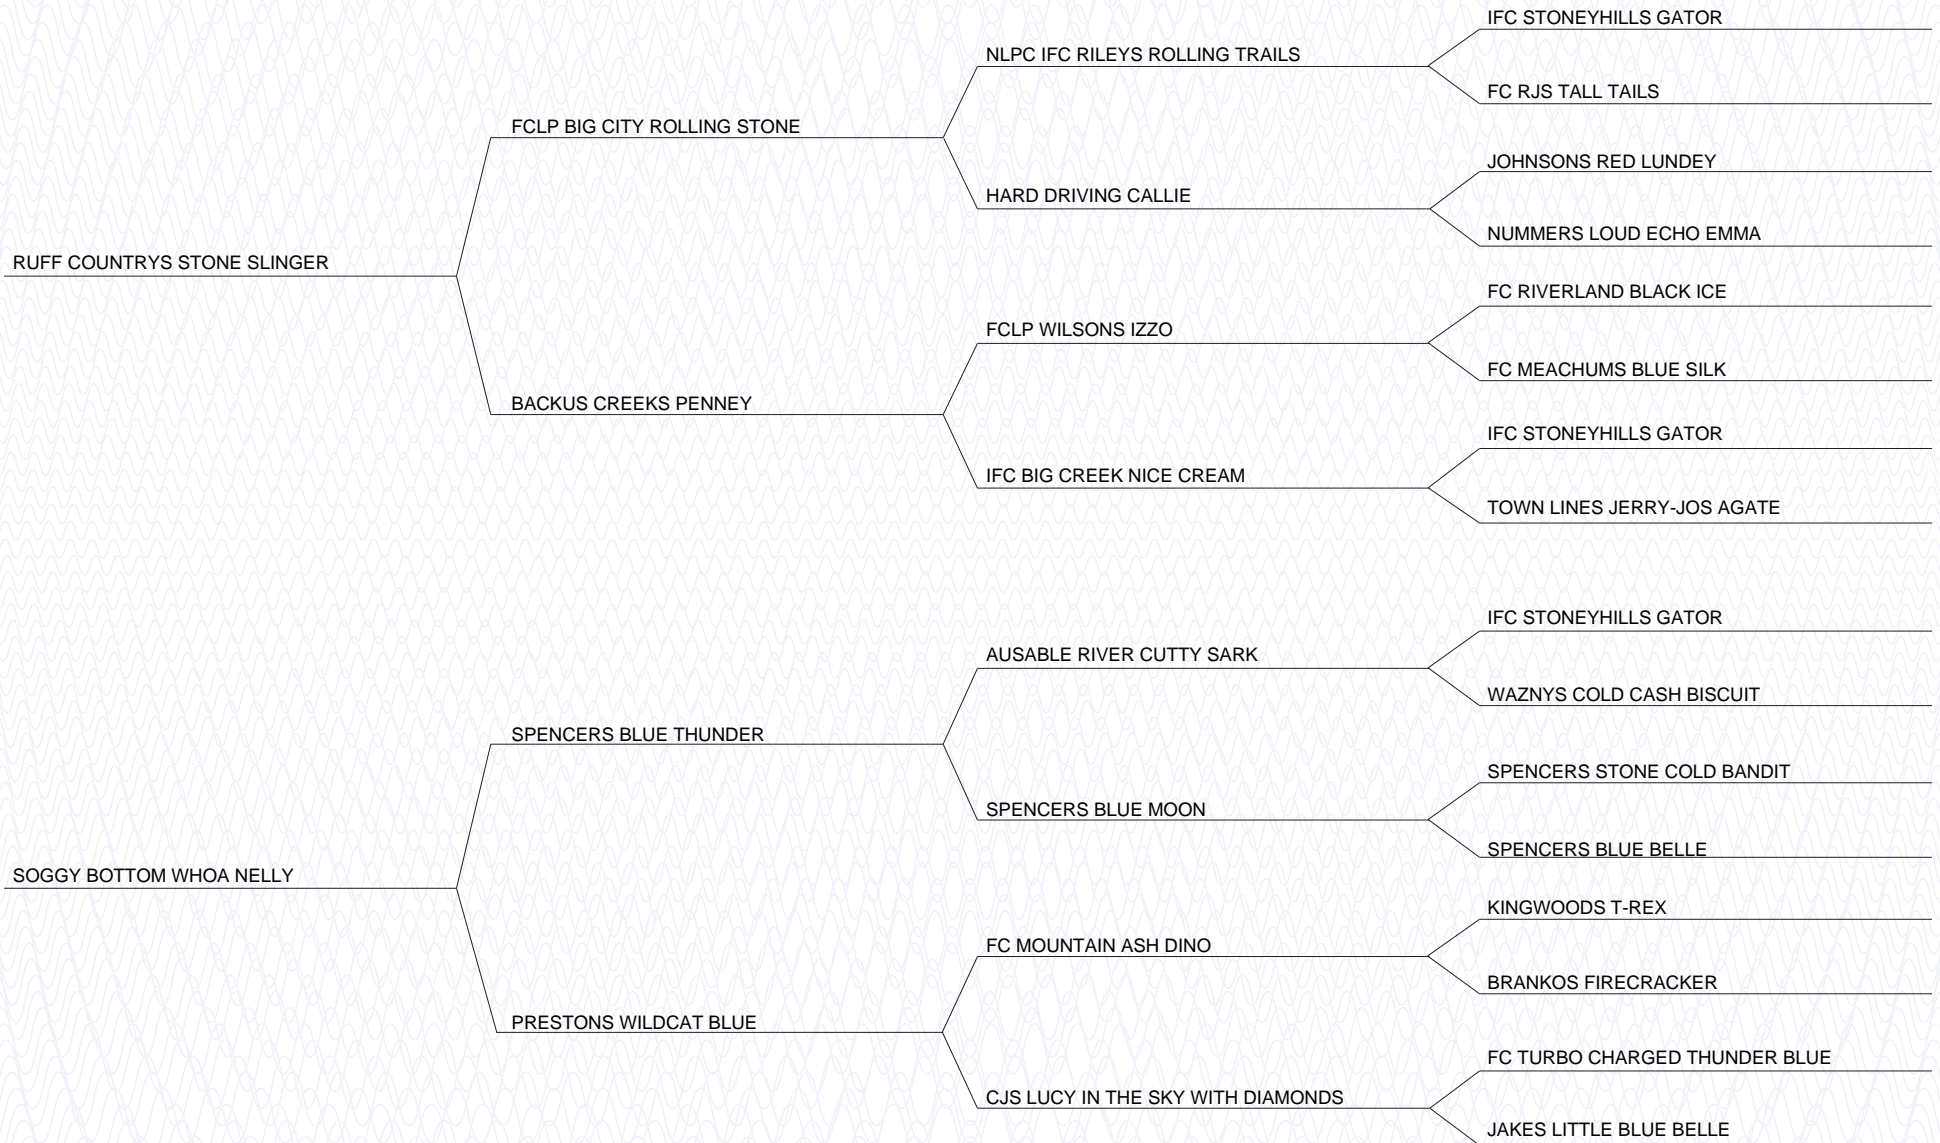 IFC STONEYHILLS GATOR
NLPC IFC RILEYS ROLLING TRAILS
FC RJS TALL TAILS
FCLP BIG CITY ROLLING STONE
JOHNSONS RED LUNDEY
HARD DRIVING CALLIE
NUMMERS LOUD ECHO EMMA
RUFF COUNTRYS STONE SLINGER
FC RIVERLAND BLACK ICE
FCLP WILSONS IZZO
FC MEACHUMS BLUE SILK
BACKUS CREEKS PENNEY
IFC STONEYHILLS GATOR
IFC BIG CREEK NICE CREAM
TOWN LINES JERRY-JOS AGATE
IFC STONEYHILLS GATOR
AUSABLE RIVER CUTTY SARK
WAZNYS COLD CASH BISCUIT
SPENCERS BLUE THUNDER
SPENCERS STONE COLD BANDIT
SPENCERS BLUE MOON
SPENCERS BLUE BELLE
SOGGY BOTTOM WHOA NELLY
KINGWOODS T-REX
FC MOUNTAIN ASH DINO
BRANKOS FIRECRACKER
PRESTONS WILDCAT BLUE
FC TURBO CHARGED THUNDER BLUE
CJS LUCY IN THE SKY WITH DIAMONDS
JAKES LITTLE BLUE BELLE